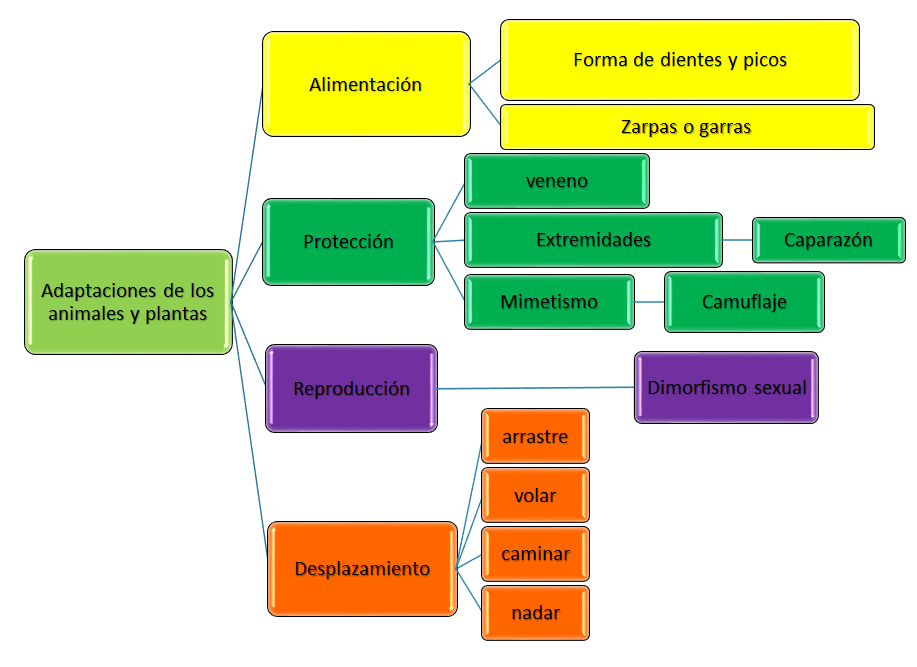 Adaptaciones de los
animales y plantas
Alimentación
Forma de dientes y picos
Zarpas o garras
Protección
veneno
Extremidades
Caparazón
Mimetismo
Camuflaje
Reproducción
Dimorfismo sexual
Desplazamiento
arrastre
volar
caminar
nadar